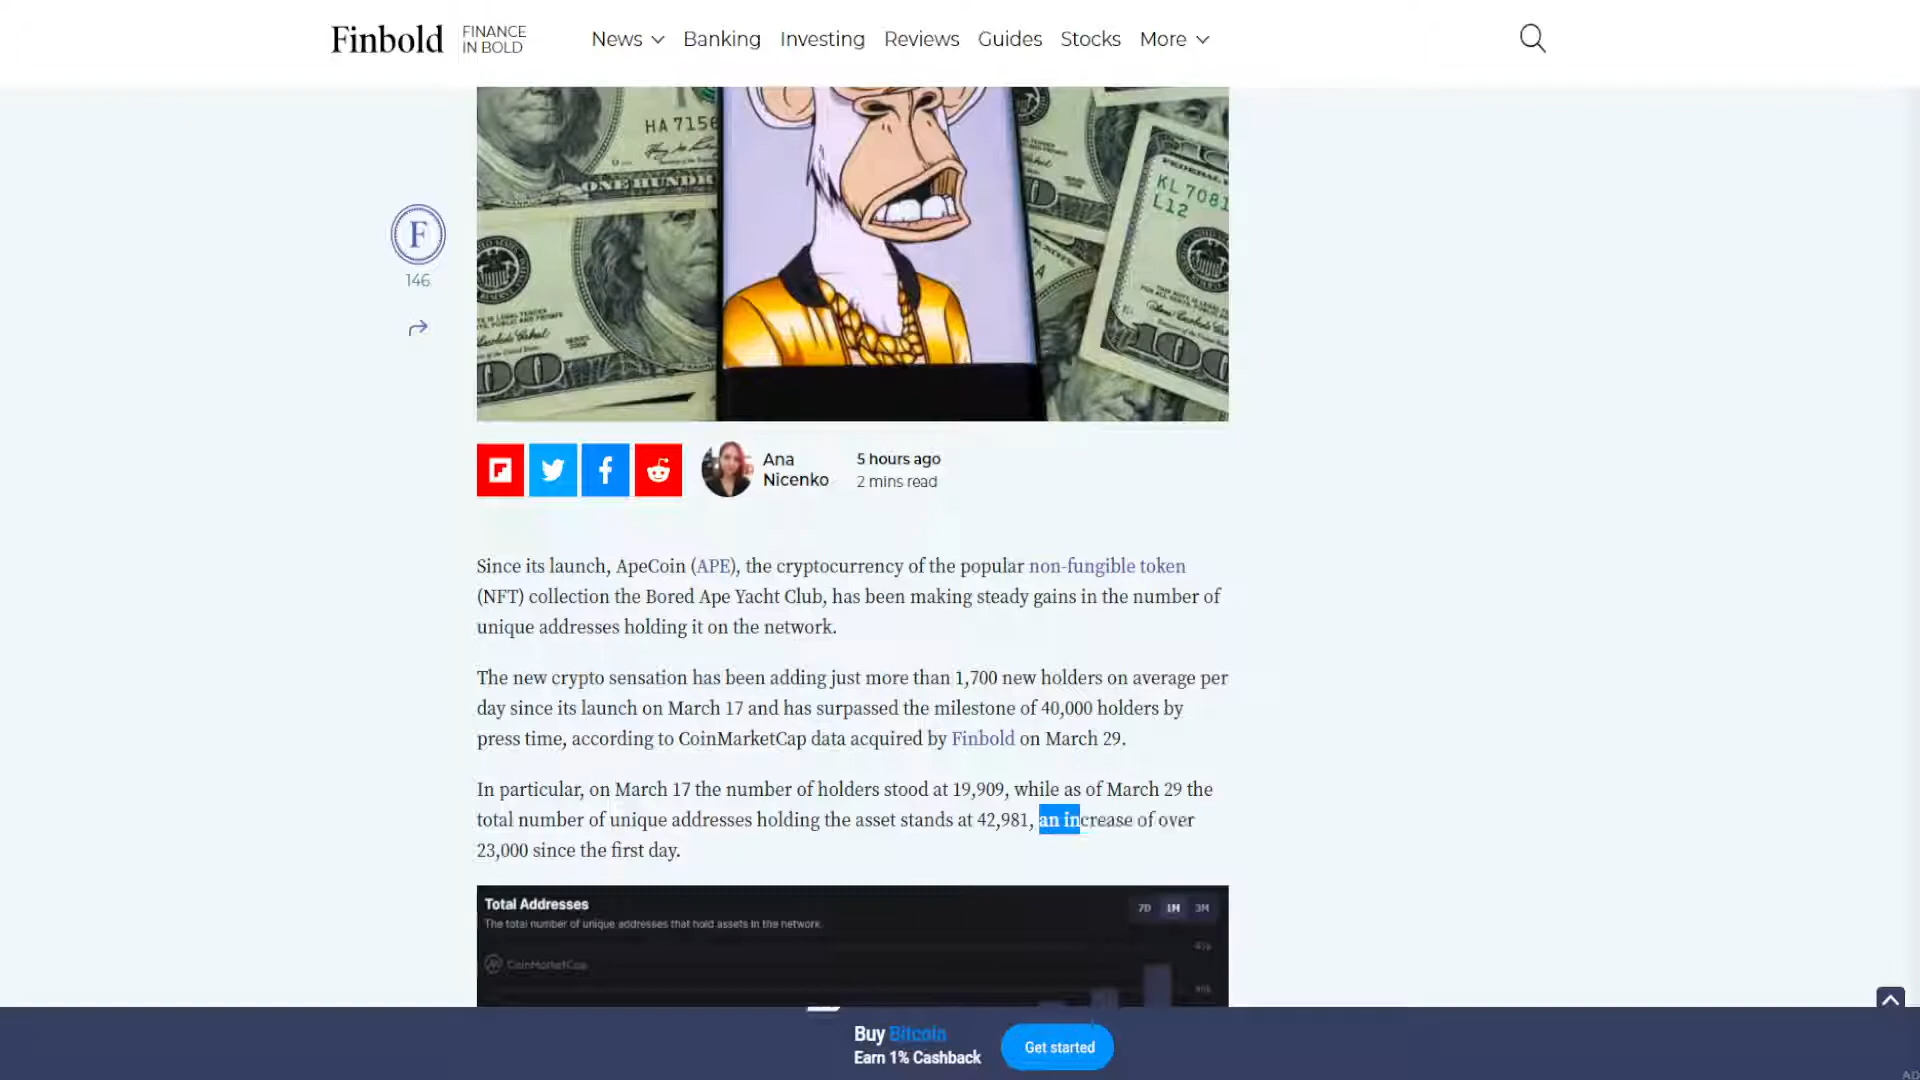 Finbold FINANCE
IN BOLD
News Banking Investing Reviews Guides Stocks More
HA 7156
ONE HUNDR
KL 7081
L12
100
F
146
Ana
Nicenko
5 hours ago
2 mins read
Since its launch, ApeCoin (APE), the cryptocurrency of the popular non-fungible token
(NFT) collection the Bored Ape Yacht Club, has been making steady gains in the number of
unique addresses holding it on the network.
The new crypto sensation has been adding just more than 1,700 new holders on average per
day since its launch on March 17 and has surpassed the milestone of 40,000 holders by
press time, according to CoinMarketCap data acquired by Finbold on March 29.
In particular, on March 17 the number of holders stood at 19,909, while as of March 29 the
total number of unique addresses holding the asset stands at 42,981, an increase of over
23,000 since the first day.
Total Addresses
The total number of unique addresses that hold assets in the network.
7D 1M 3M
CoinMarketCap
Buy Bitcoin
Earn 1% Cashback
Get started
AD